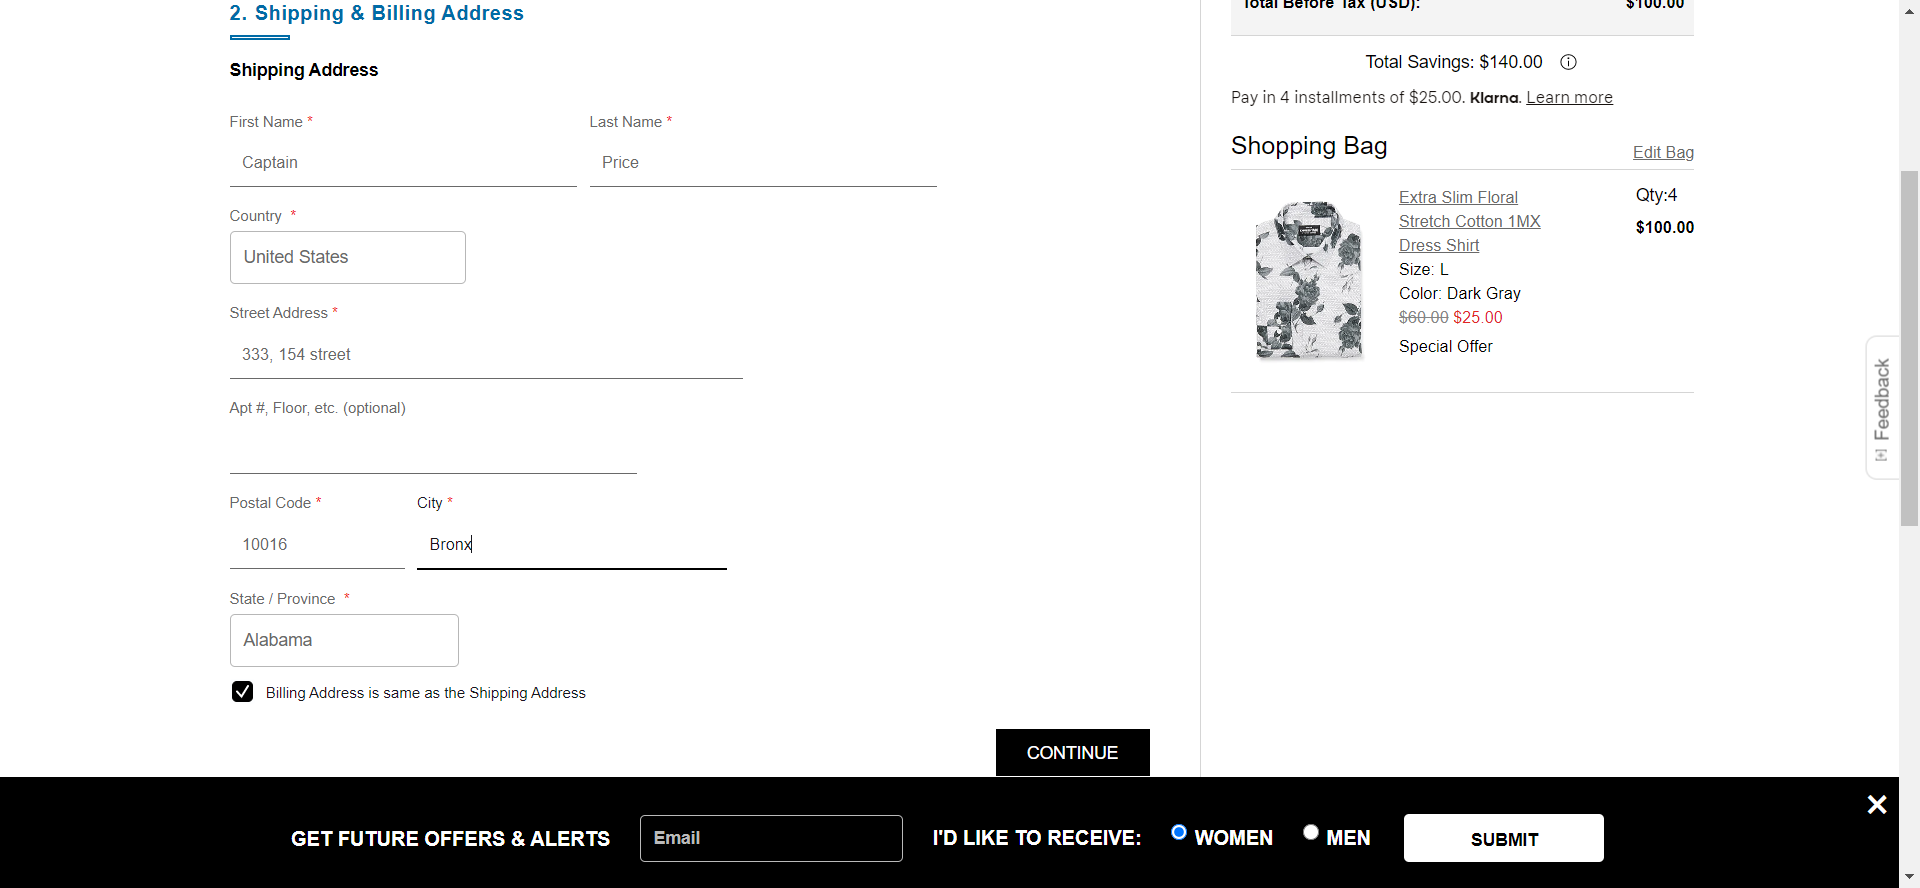 2. Shipping & Billing Address
Shipping Address
First Name *
Last Name *
Captain
Price
Country *
United States
Street Address *
333, 154 street
Apt #, Floor, etc. (optional)
Postal Code *
City *
10016
Bronx
State / Province *
Alabama
Billing Address is same as the Shipping Address
CONTINUE
Total Before Tax (USD):
$100.00
Total Savings: $140.00
Pay in 4 installments of $25.00. Klarna. Learn more
Shopping Bag
Edit Bag
Extra Slim Floral
Stretch Cotton 1MX
Dress Shirt
Size: L
Color: Dark Gray
$60.00 $25.00
Special Offer
Qty:4
$100.00
[+] Feedback
GET FUTURE OFFERS & ALERTS
Email
I'D LIKE TO RECEIVE:
WOMEN
MEN
SUBMIT